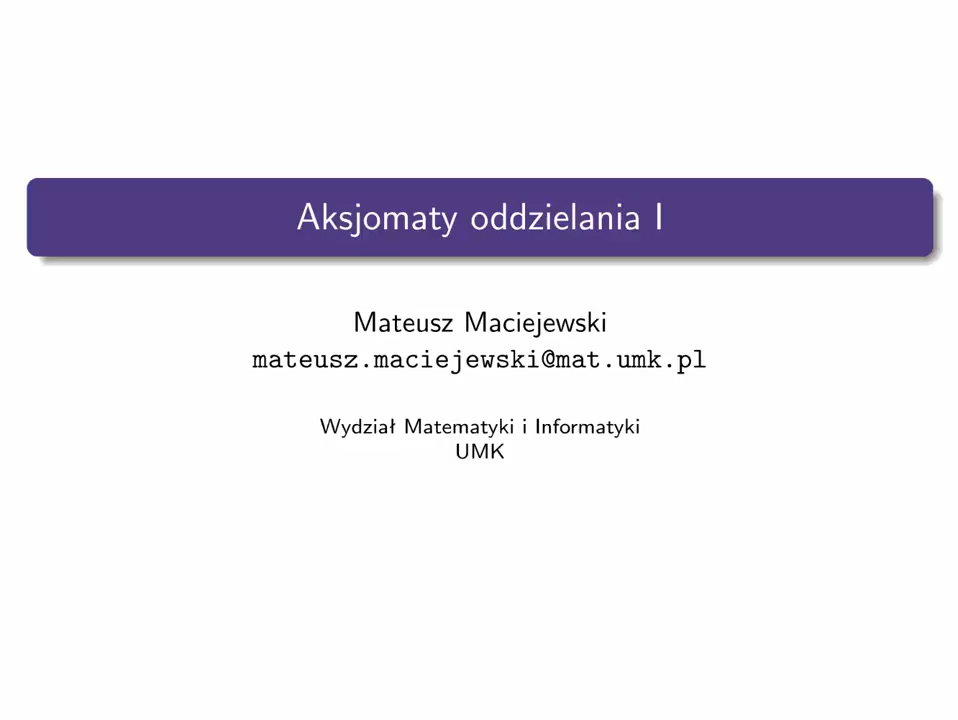 Aksjomaty oddzielania I
Mateusz Maciejewski
mateusz.maciejewski@mat.umk.pl
Wydział Matematyki i Informatyki
UMK